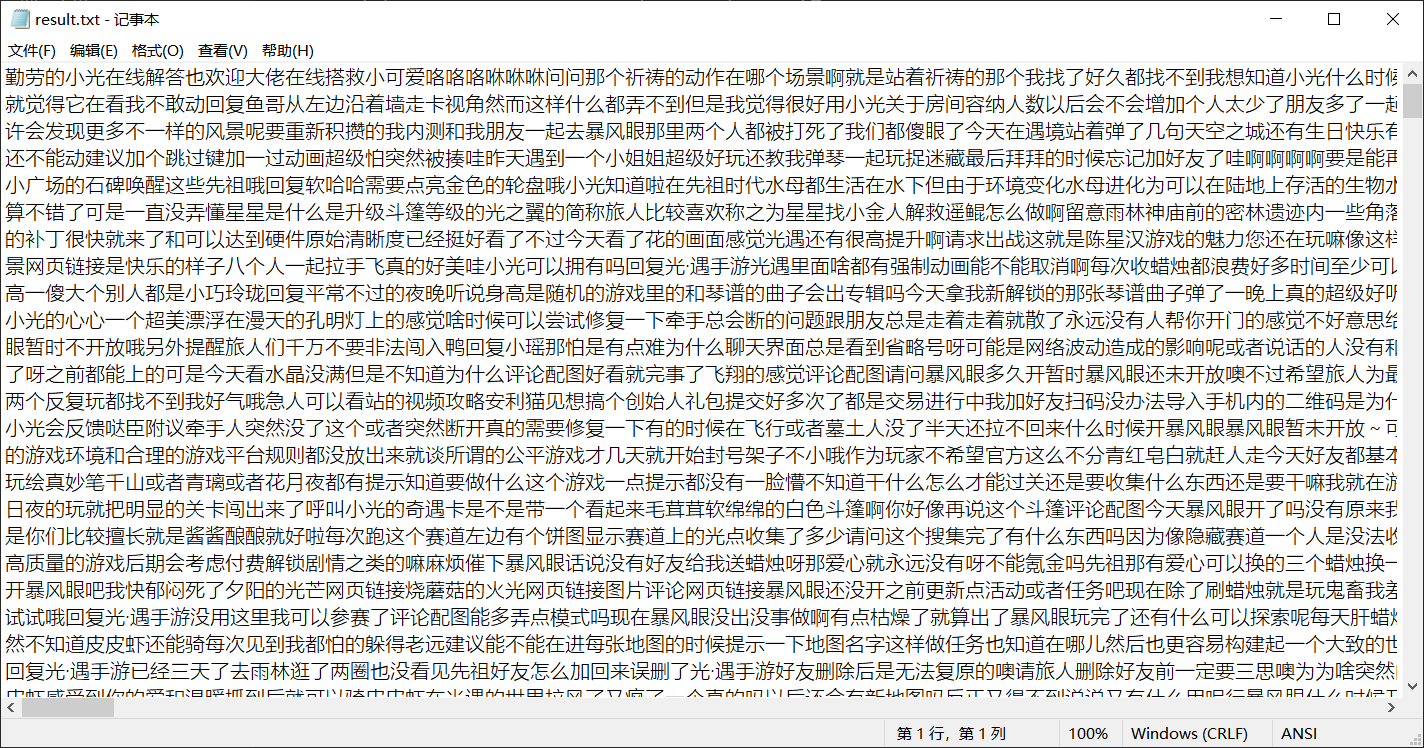 result.txt - 记事本
文件(F) 编辑(E) 格式(O) 查看(V) 帮助(H)
勤劳的小光在线解答也欢迎大佬在线搭救小可爱咯咯咯咻咻咻问问那个祈祷的动作在哪个场景啊就是站着祈祷的那个我找了好久都找不到我想知道小光什么时候
就觉得它在看我不敢动回复鱼哥从左边沿着墙走卡视角然而这样什么都弄不到但是我觉得很好用小光关于房间容纳人数以后会不会增加个人太少了朋友多了一起
许会发现更多不一样的风景呢要重新积攒的我内测和我朋友一起去暴风眼那里两个人都被打死了我们都傻眼了今天在遇境站着弹了几句天空之城还有生日快乐有
还不能动建议加个跳过键加一过动画超级怕突然被揍哇昨天遇到一个小姐姐超级好玩还教我弹琴一起玩捉迷藏最后拜拜的时候忘记加好友了哇啊啊啊啊要是能再
小广场的石碑唤醒这些先祖哦回复软哈哈需要点亮金色的轮盘哦小光知道啦在先祖时代水母都生活在水下但由于环境变化水母进化为可以在陆地上存活的生物水
算不错了可是一直没弄懂星星是什么是升级斗篷等级的光之翼的简称旅人比较喜欢称之为星星找小金人解救遥鲲怎么做啊留意雨林神庙前的密林遗迹内一些角落
的补丁很快就来了和可以达到硬件原始清晰度已经挺好看了不过今天看了花的画面感觉光遇还有很高提升啊请求出战这就是陈星汉游戏的魅力您还在玩嘛像这样
景网页链接是快乐的样子八个人一起拉手飞真的好美哇小光可以拥有吗回复光·遇手游光遇里面啥都有强制动画能不能取消啊每次收蜡烛都浪费好多时间至少可以
高一傻大个别人都是小巧玲珑回复平常不过的夜晚听说身高是随机的游戏里的和琴谱的曲子会出专辑吗今天拿我新解锁的那张琴谱曲子弹了一晚上真的超级好听
小光的心心一个超美漂浮在漫天的孔明灯上的感觉啥时候可以尝试修复一下牵手总会断的问题跟朋友总是走着走着就散了永远没有人帮你开门的感觉不好意思给
眼暂时不开放哦另外提醒旅人们千万不要非法闯入鸭回复小瑶那怕是有点难为什么聊天界面总是看到省略号呀可能是网络波动造成的影响呢或者说话的人没有和
了呀之前都能上的可是今天看水晶没满但是不知道为什么评论配图好看就完事了飞翔的感觉评论配图请问暴风眼多久开暂时暴风眼还未开放噢不过希望旅人为最
两个反复玩都找不到我好气哦急人可以看站的视频攻略安利猫见想搞个创始人礼包提交好多次了都是交易进行中我加好友扫码没办法导入手机内的二维码是为什
小光会反馈哒臣附议牵手人突然没了这个或者突然断开真的需要修复一下有的时候在飞行或者墓土人没了半天还拉不回来什么时候开暴风眼暴风眼暂未开放～可
的游戏环境和合理的游戏平台规则都没放出来就谈所谓的公平游戏才几天就开始封号架子不小哦作为玩家不希望官方这么不分青红皂白就赶人走今天好友都基本
玩绘真妙笔千山或者青璃或者花月夜都有提示知道要做什么这个游戏一点提示都没有一脸懵不知道干什么怎么才能过关还是要收集什么东西还是要干嘛我就在游
日夜的玩就把明显的关卡闯出来了呼叫小光的奇遇卡是不是带一个看起来毛茸茸软绵绵的白色斗篷啊你好像再说这个斗篷评论配图今天暴风眼开了吗没有原来我
是你们比较擅长就是酱酱酿酿就好啦每次跑这个赛道左边有个饼图显示赛道上的光点收集了多少请问这个搜集完了有什么东西吗因为像隐藏赛道一个人是没法收
高质量的游戏后期会考虑付费解锁剧情之类的嘛麻烦催下暴风眼话说没有好友给我送蜡烛呀那爱心就永远没有呀不能氪金吗先祖那有爱心可以换的三个蜡烛换一
开暴风眼吧我快郁闷死了夕阳的光芒网页链接烧蘑菇的火光网页链接图片评论网页链接暴风眼还没开之前更新点活动或者任务吧现在除了刷蜡烛就是玩鬼畜我差
试试哦回复光·遇手游没用这里我可以参赛了评论配图能多弄点模式吗现在暴风眼没出没事做啊有点枯燥了就算出了暴风眼玩完了还有什么可以探索呢每天肝蜡烛
然不知道皮皮虾还能骑每次见到我都怕的躲得老远建议能不能在进每张地图的时候提示一下地图名字这样做任务也知道在哪儿然后也更容易构建起一个大致的世
回复光·遇手游已经三天了去雨林逛了两圈也没看见先祖好友怎么加回来误删了光·遇手游好友删除后是无法复原的噢请旅人删除好友前一定要三思噢为为啥突然
第 1 行，第 1 列 100% Windows (CRLF) ANSI